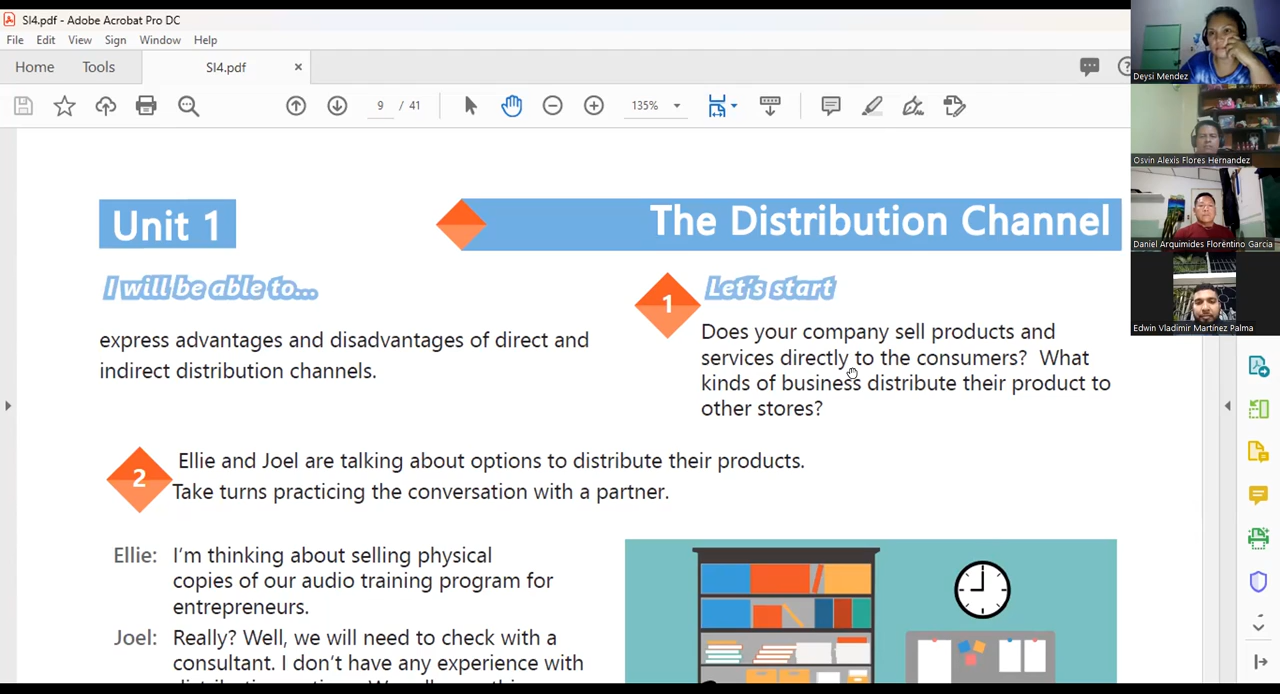 SI4.pdf - Adobe Acrobat Pro DC
File Edit View Sign Window Help
Home Tools SI4.pdf ×
9 / 41 135%
Unit 1
The Distribution Channel
I will be able to...
express advantages and disadvantages of direct and
indirect distribution channels.
1
Let's start
Does your company sell products and
services directly to the consumers? What
kinds of business distribute their product to
other stores?
2
Ellie and Joel are talking about options to distribute their products.
Take turns practicing the conversation with a partner.
Ellie: I'm thinking about selling physical
copies of our audio training program for
entrepreneurs.
Joel: Really? Well, we will need to check with a
consultant. I don't have any experience with
Deysi Mendez
Osvin Alexis Flores Hernandez
Daniel Arquimides Floréntino Garcia
Edwin Vladimir Martínez Palma